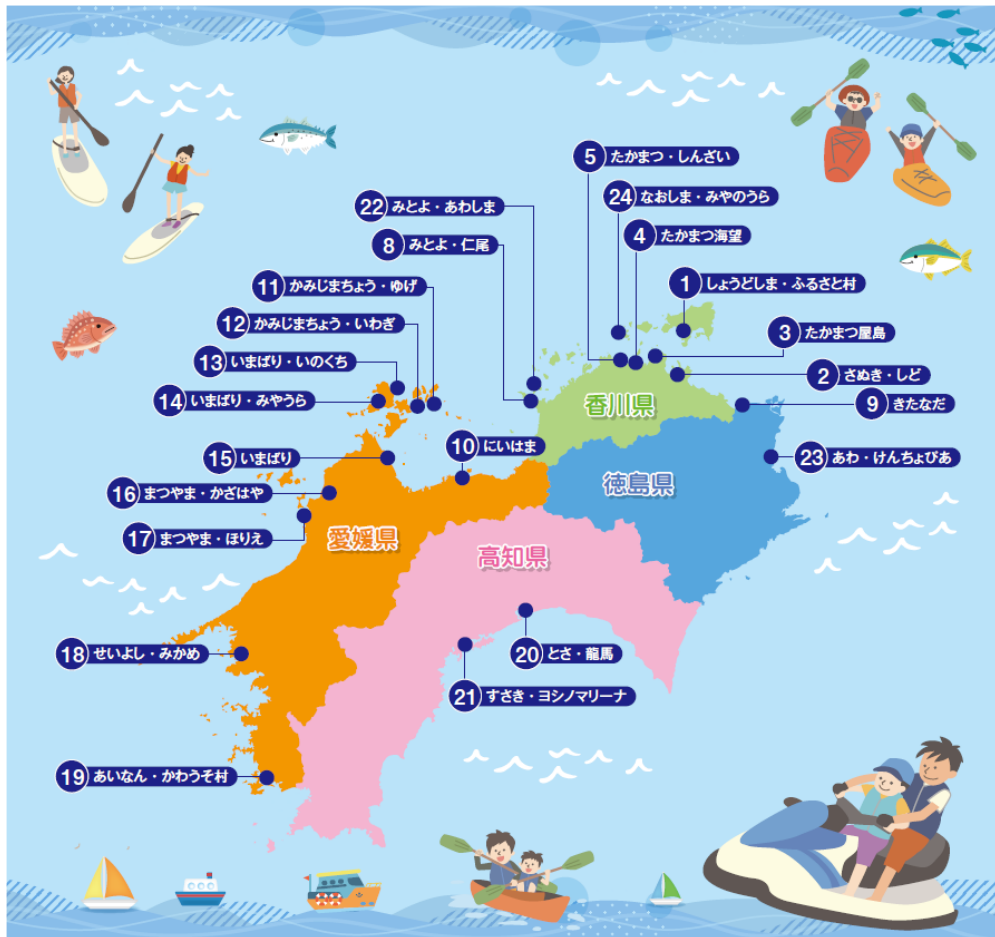 5 たかまつ・しんざい
24 なおしま・みやのうら
22 みとよ・あわしま
4 たかまつ海望
8 みとよ・仁尾
1 しょうどしま・ふるさと村
11 かみじまちょう・ゆげ
12 かみじまちょう・いわぎ
3 たかまつ屋島
13 いまばり・いのくち
2 さぬき・しど
14 いまばり・みやうら
香川県
9 きたなだ
10 にいはま
15 いまばり
23 あわ・けんちょぴあ
徳島県
16 まつやま・かざはや
17 まつやま・ほりえ
愛媛県
高知県
18 せいよし・みかめ
20 とさ・龍馬
21 すさき・ヨシノマリーナ
19 あいなん・かわうそ村